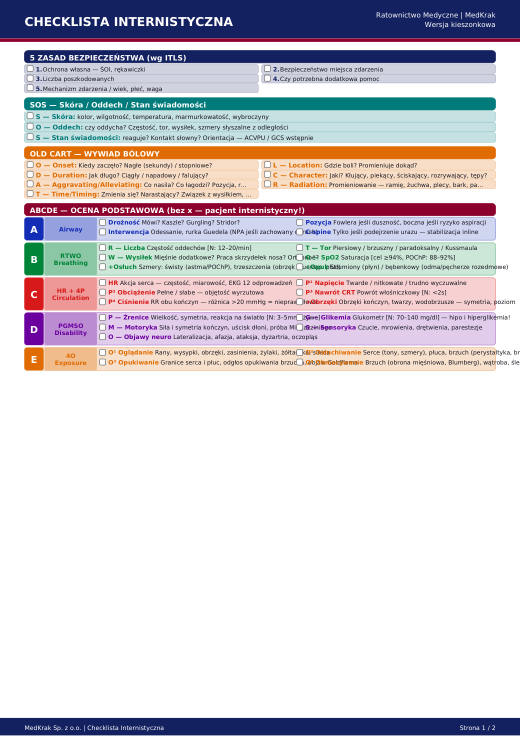 CHECKLISTA INTERNISTYCZNA
Ratownictwo Medyczne | MedKrak
Wersja kieszonkowa
5 ZASAD BEZPIECZEŃSTWA (wg ITLS)
1. Ochrona własna — SOI, rękawiczki
2. Bezpieczeństwo miejsca zdarzenia
3. Liczba poszkodowanych
4. Czy potrzebna dodatkowa pomoc
5. Mechanizm zdarzenia / wiek, płeć, waga
SOS — Skóra / Oddech / Stan świadomości
S — Skóra: kolor, wilgotność, temperatura, marmurkowatość, wybroczyny
O — Oddech: czy oddycha? Częstość, tor, wysiłek, szmery słyszalne z odległości
S — Stan świadomości: reaguje? Kontakt słowny? Orientacja — ACVPU / GCS wstępnie
OLD CART — WYWIAD BÓLOWY
O — Onset: Kiedy zaczęło? Nagle (sekundy) / stopniowo?
L — Location: Gdzie boli? Promieniuje dokąd?
D — Duration: Jak długo? Ciągły / napadowy / falujący?
C — Character: Jaki? Kłujący, piekący, ściskający, rozrywający, tępy?
A — Aggravating/Alleviating: Co nasila? Co łagodzi? Pozycja, r...
R — Radiation: Promieniowanie — ramię, żuchwa, plecy, bark, pa...
T — Time/Timing: Zmienia się? Narastający? Związek z wysiłkiem, ...
ABCDE — OCENA PODSTAWOWA (bez x — pacjent internistyczny!)
A
Airway
Drożność Mówi? Kaszle? Gurgling? Stridor?
Pozycja Fowlera jeśli duszność, boczna jeśli ryzyko aspiracji
Interwencja Odessanie, rurka Guedela (NPA jeśli zachowany
C-spine Tylko jeśli podejrzenie urazu — stabilizacja inline
B
RTWO
Breathing
R — Liczba Częstość oddechów [N: 12–20/min]
T — Tor Piersiowy / brzuszny / paradoksalny / Kussmaula
W — Wysiłek Mięśnie dodatkowe? Praca skrzydełek nosa?
O — SpO2 Saturacja [cel ≥94%, POChP: 88–92%]
+Osłuch Szmery: świsty (astma/POChP), trzeszczenia
+Opuk Stłumiony (płyn) / bębenkowy (odma/pęcherze rozedmowe)
C
HR + 4P
Circulation
HR Akcja serca — częstość, miarowość, EKG 12 odprowadzeń
P¹ Napięcie Twarde / nitkowate / trudno wyczuwalne
P² Obciążenie Pełne / słabe — objętość wyrzutowa
P³ Nawrót CRT Powrót włośniczkowy [N: <2s]
P⁴ Ciśnienie RR obu kończyn — różnica >20 mmHg =
+Obrzęki Obrzęki kończyn, twarzy, wodobrzusze — symetria, poziom
D
PGMSO
Disability
P — Źrenice Wielkość, symetria, reakcja na światło [N: 3–5mm
G — Glikemia Glukometr [N: 70–140 mg/dl] — hipo i hiperglikemia!
M — Motoryka Siła i symetria kończyn, uścisk dłoni, próba
S — Sensoryka Czucie, mrowienia, drętwienia, parestezje
O — Objawy neuro Lateralizacja, afazja, ataksja, dyzartria, oczopląs
E
4O
Exposure
O¹ Oglądanie Rany, wysypki, obrzęki, zasinienia, żylaki,
Serce (tony, szmery), płuca, brzuch (perystaltyka,
O³ Opukiwanie Granice serca i płuc, odgłos opukiwania
Brzuch (obrona mięśniowa, Blumberg), wątroba,
MedKrak Sp. z o.o. | Checklista Internistyczna
Strona 1 / 2